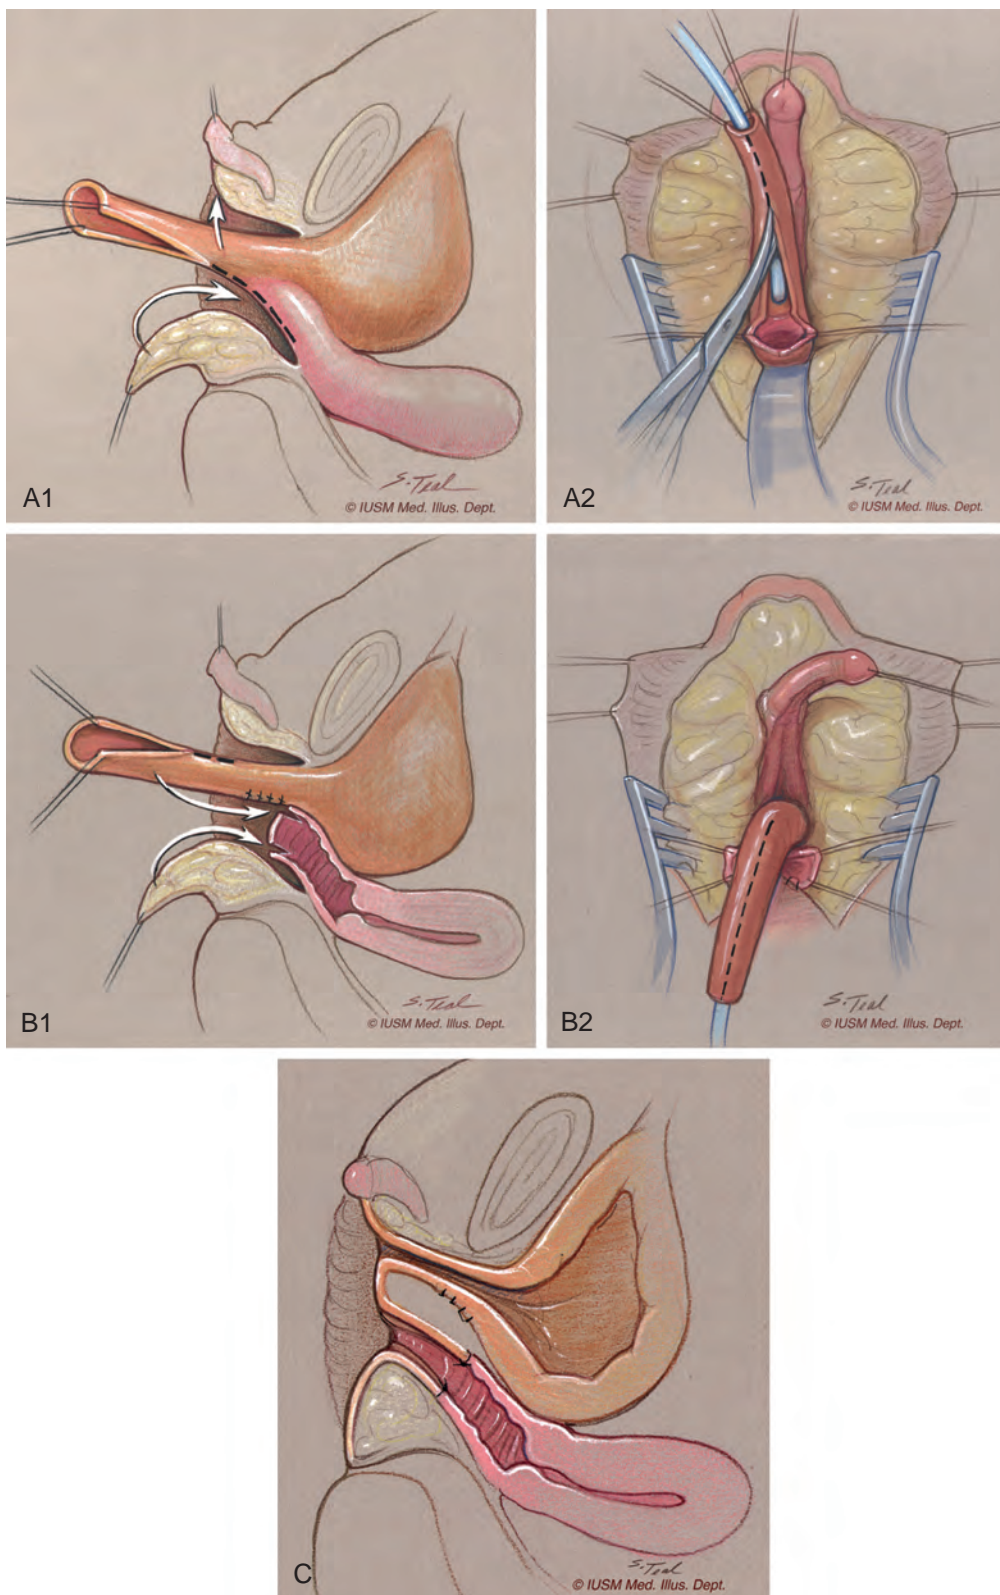 S. Teal
© IUSM Med. Illus. Dept.
A1
S. Teal
© IUSM Med. Illus. Dept.
A2
S. Teal
© IUSM Med. Illus. Dept.
B1
S. Teal
© IUSM Med. Illus. Dept.
B2
S. Teal
© IUSM Med. Illus. Dept.
C